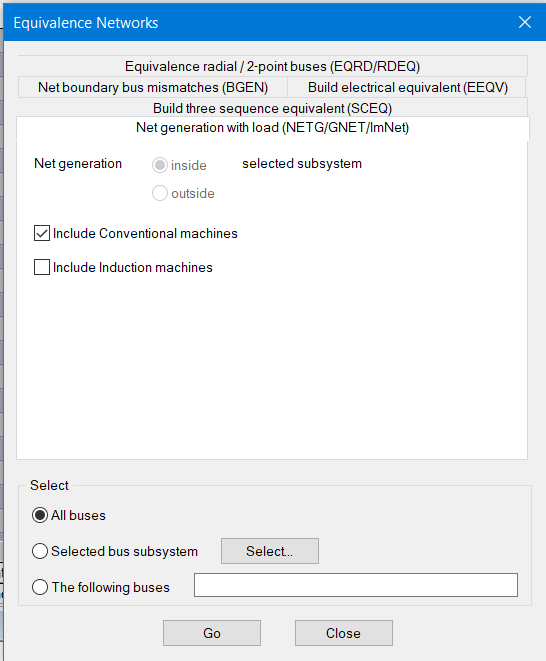 Equivalence Networks
Equivalence radial / 2-point buses (EQRD/RDEQ)
Net boundary bus mismatches (BGEN) Build electrical equivalent (EEQV)
Build three sequence equivalent (SCEQ)
Net generation with load (NETG/GNET/ImNet)
Net generation inside selected subsystem
outside
Include Conventional machines
Include Induction machines
Select
All buses
Selected bus subsystem Select...
The following buses
Go Close